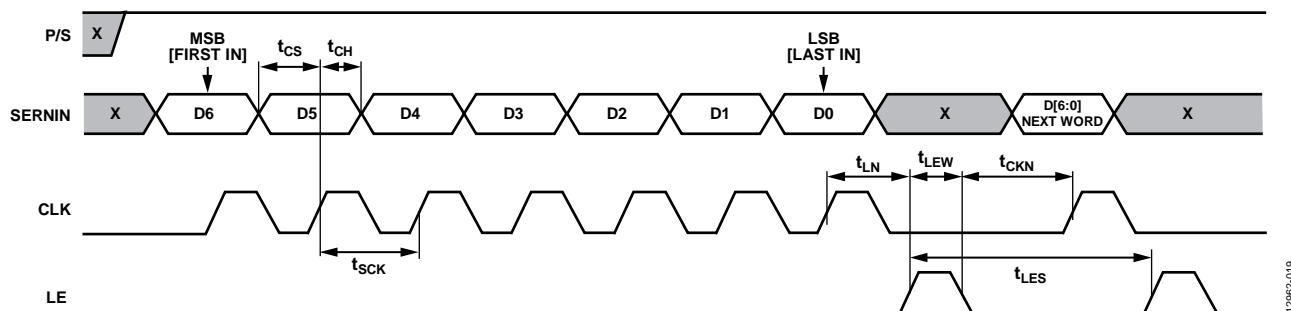 P/S
X
MSB
[FIRST IN]
tCS
tCH
LSB
[LAST IN]
SERNIN
X
D6
D5
D4
D3
D2
D1
D0
X
D[6:0]
NEXT WORD
X
tLN
tLEW
tCKN
CLK
tSCK
tLES
LE
12962-019